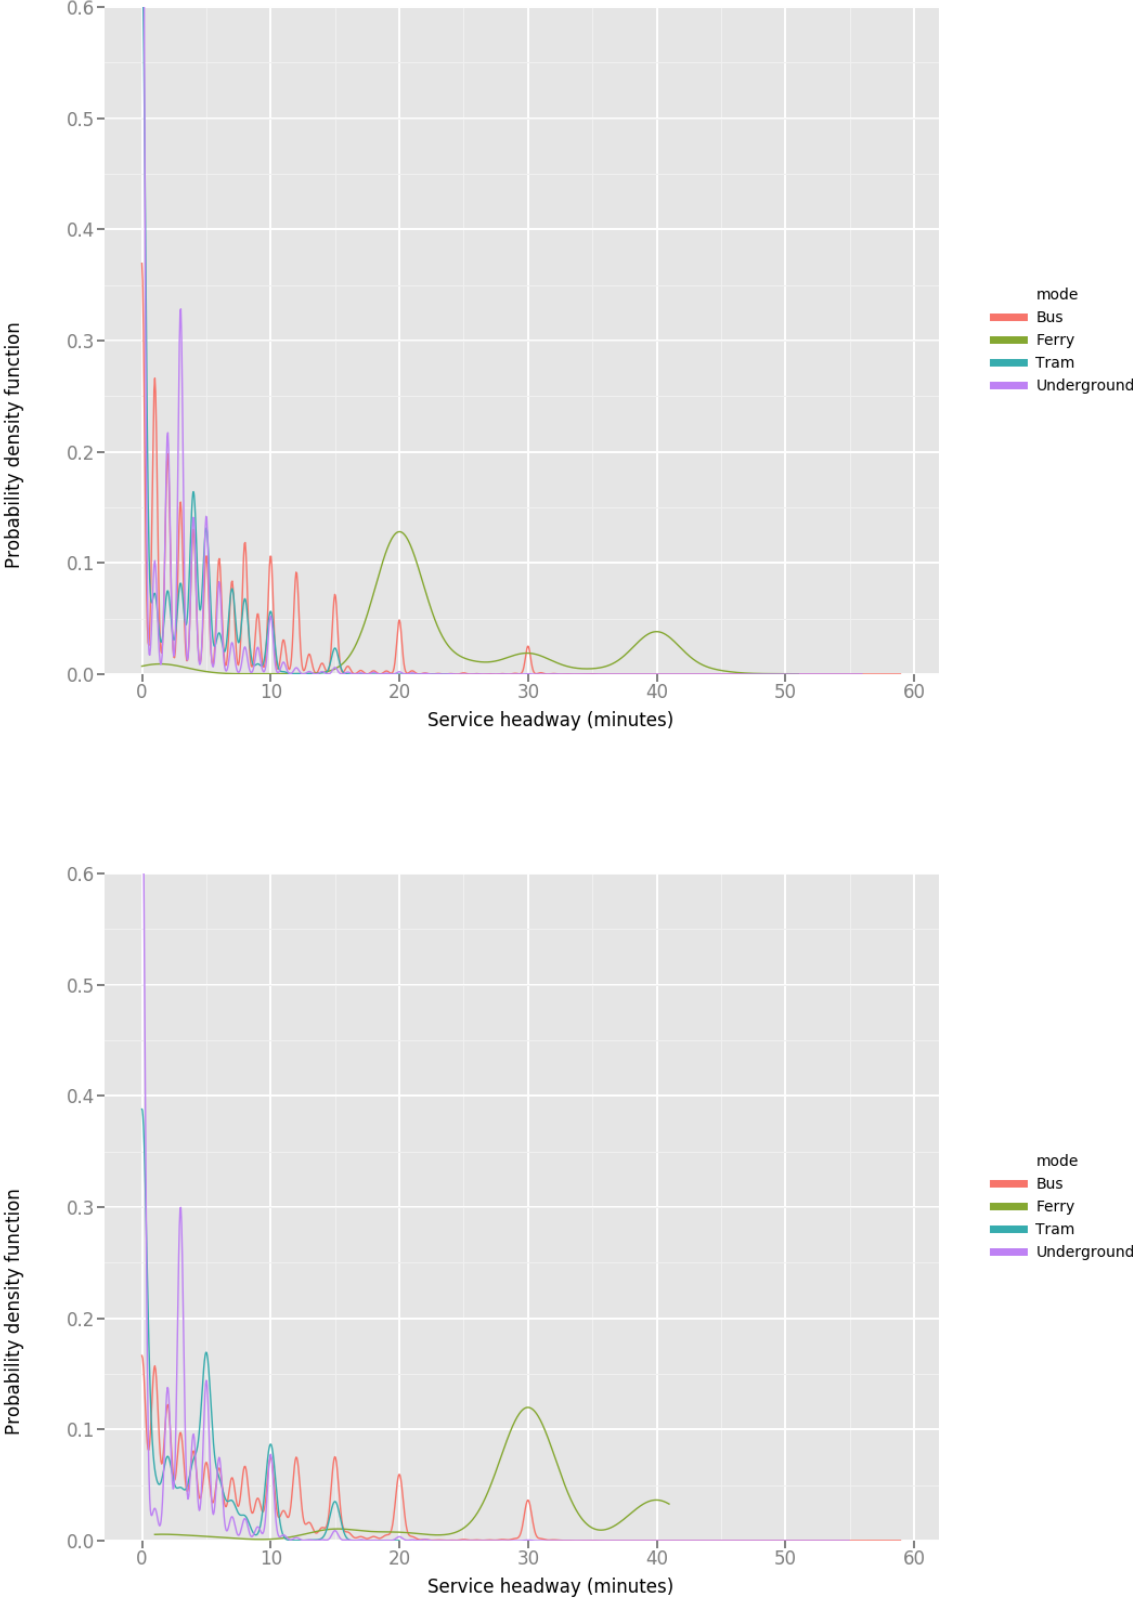 0.6
0.5
0.4
0.3
0.2
0.1
0.0
Probability density function
0 10 20 30 40 50 60
Service headway (minutes)
mode
Bus
Ferry
Tram
Underground
0.6
0.5
0.4
0.3
0.2
0.1
0.0
Probability density function
0 10 20 30 40 50 60
Service headway (minutes)
mode
Bus
Ferry
Tram
Underground